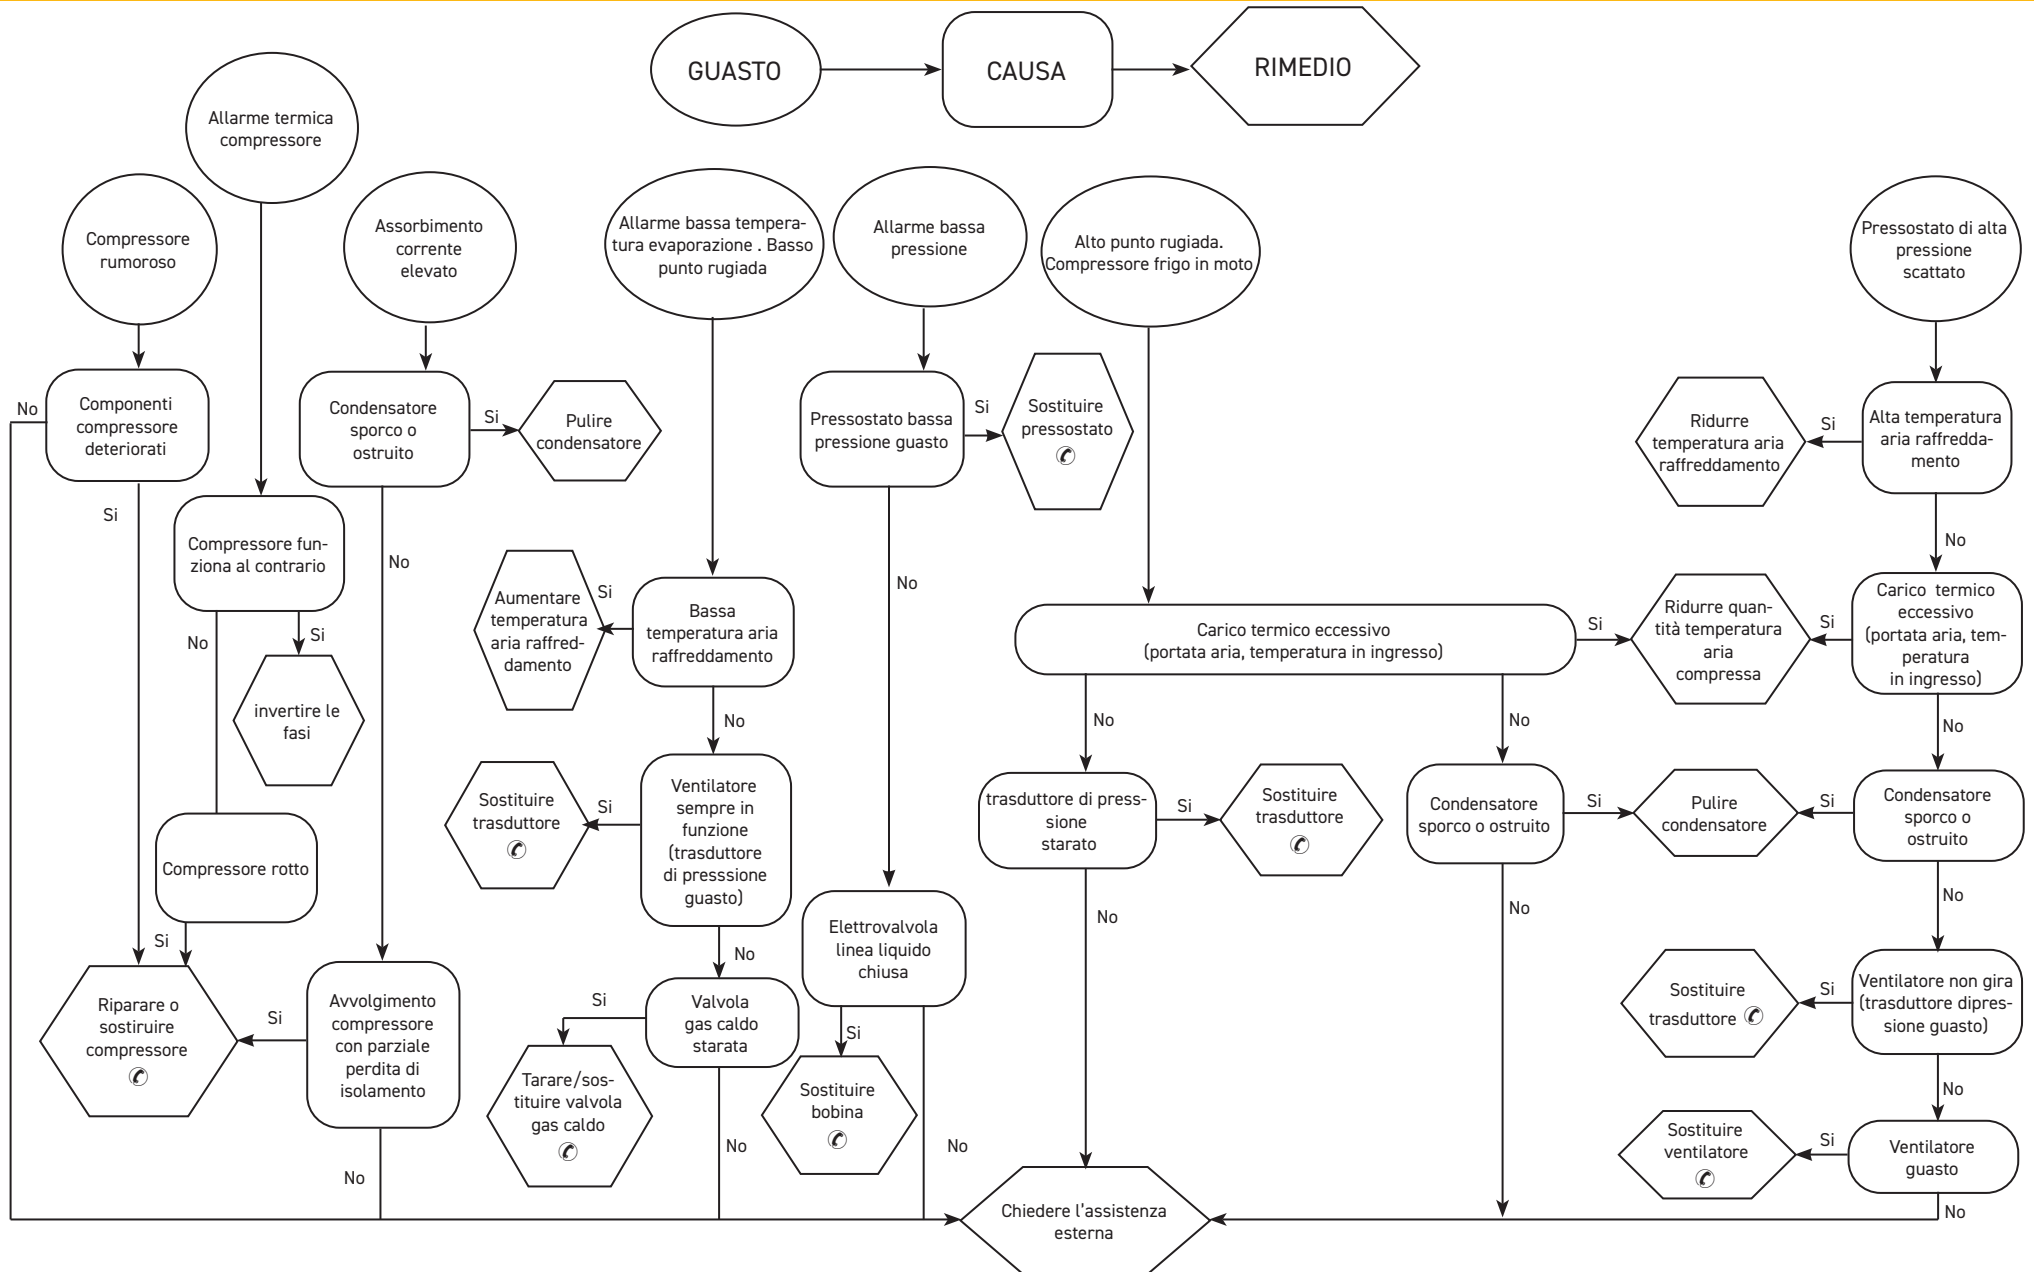 GUASTO
CAUSA
RIMEDIO
Allarme termica
compressore
Compressore
rumoroso
Assorbimento
corrente
elevato
Allarme bassa tempera-
tura evaporazione . Basso
punto rugiada
Allarme bassa
pressione
Alto punto rugiada.
Compressore frigo in moto
Pressostato di alta
pressione
scattato
No
Componenti
compressore
deteriorati
Si
Condensatore
sporco o
ostruito
Si
Pulire
condensatore
No
Compressore fun-
ziona al contrario
No
Si
invertire le
fasi
Compressore rotto
Si
Riparare o
sostiruire
compressore
Si
Avvolgimento
compressore
con parziale
perdita di
isolamento
No
Aumentare
temperatura
aria raffred-
damento
Si
Bassa
temperatura aria
raffreddamento
No
Sostituire
trasduttore
Si
Ventilatore
sempre in
funzione
(trasduttore
di presssione
guasto)
No
Si
Valvola
gas caldo
starata
Tarare/sos-
tituire valvola
gas caldo
No
Pressostato bassa
pressione guasto
Si
Sostituire
pressostato
No
Elettrovalvola
linea liquido
chiusa
Si
Sostituire
bobina
No
Carico termico eccessivo
(portata aria, temperatura in ingresso)
Si
Ridurre quan-
tità temperatura
aria
compressa
No
No
trasduttore di pres-
sione
starato
Si
Sostituire
trasduttore
No
Condensatore
sporco o ostruito
Si
Pulire
condensatore
No
Ridurre
temperatura aria
raffreddamento
Si
Alta temperatura
aria raffredda-
mento
No
Si
Carico termico
eccessivo
(portata aria, tem-
peratura
in ingresso)
No
Si
Condensatore
sporco o
ostruito
No
Sostituire
trasduttore
Si
Ventilatore non gira
(trasduttore dipres-
sione guasto)
No
Sostituire
ventilatore
Si
Ventilatore
guasto
No
Chiedere l'assistenza
esterna